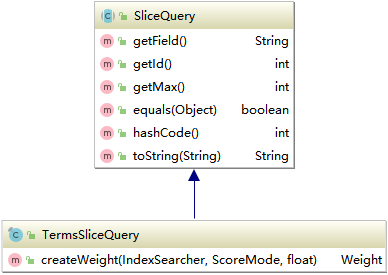 SliceQuery
getField() String
getId() int
getMax() int
equals(Object) boolean
hashCode() int
toString(String) String
TermsSliceQuery
createWeight(IndexSearcher, ScoreMode, float) Weight